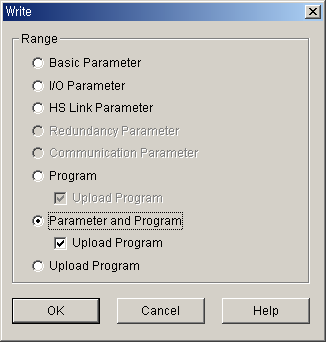 Write
Range
Basic Parameter
I/O Parameter
HS Link Parameter
Redundancy Parameter
Communication Parameter
Program
Upload Program
Parameter and Program
Upload Program
Upload Program
OK Cancel Help